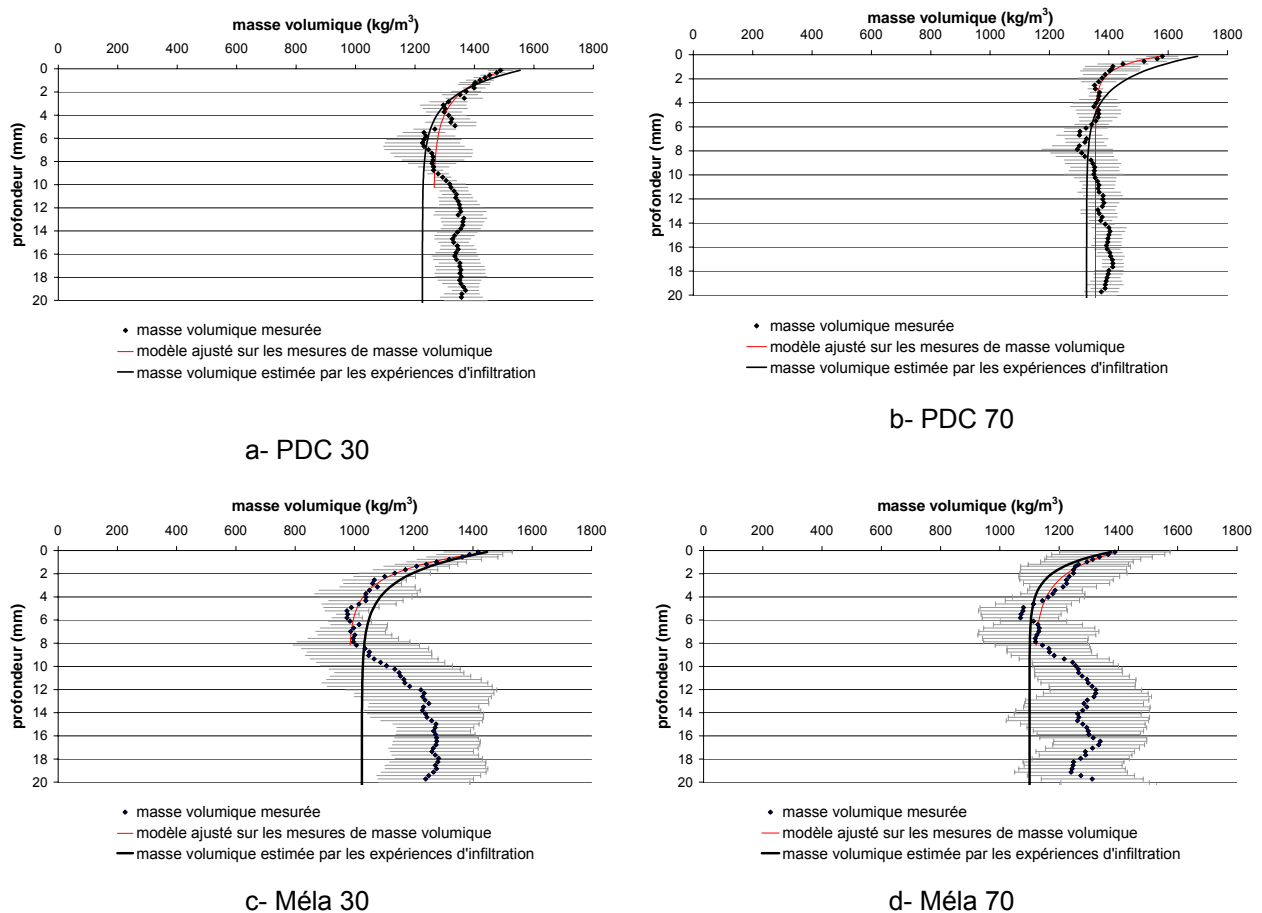 masse volumique (kg/m³)
0 200 400 600 800 1000 1200 1400 1600 1800
0
2
4
6
8
10
12
14
16
18
20
profondeur (mm)
masse volumique mesurée
modèle ajusté sur les mesures de masse volumique
masse volumique estimée par les expériences d'infiltration
a- PDC 30
masse volumique (kg/m³)
0 200 400 600 800 1000 1200 1400 1600 1800
0
2
4
6
8
10
12
14
16
18
20
profondeur (mm)
masse volumique mesurée
modèle ajusté sur les mesures de masse volumique
masse volumique estimée par les expériences d'infiltration
b- PDC 70
masse volumique (kg/m³)
0 200 400 600 800 1000 1200 1400 1600 1800
0
2
4
6
8
10
12
14
16
18
20
profondeur (mm)
masse volumique mesurée
modèle ajusté sur les mesures de masse volumique
masse volumique estimée par les expériences d'infiltration
c- Méla 30
masse volumique (kg/m³)
0 200 400 600 800 1000 1200 1400 1600 1800
0
2
4
6
8
10
12
14
16
18
20
profondeur (mm)
masse volumique mesurée
modèle ajusté sur les mesures de masse volumique
masse volumique estimée par les expériences d'infiltration
d- Méla 70